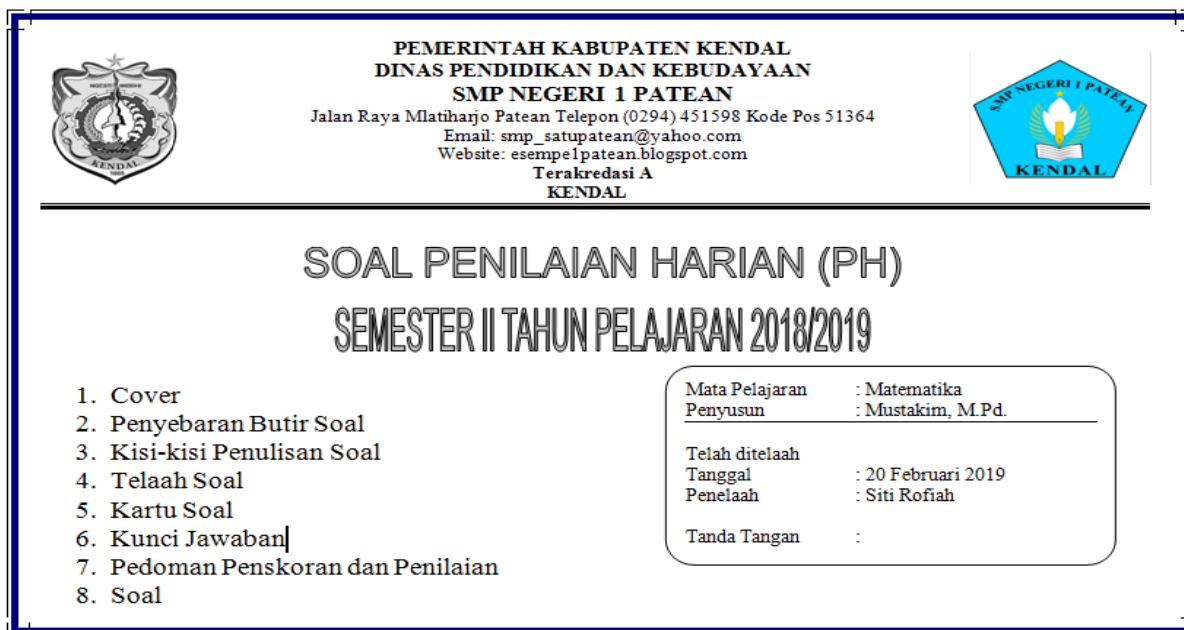 PEMERINTAH KABUPATEN KENDAL
DINAS PENDIDIKAN DAN KEBUDAYAAN
SMP NEGERI 1 PATEAN
Jalan Raya Mlatiharjo Patean Telepon (0294) 451598 Kode Pos 51364
Email: smp_satupatean@yahoo.com
Website: esempe1patean.blogspot.com
Terakredasi A
KENDAL
KENDAL
SMP NEGERI 1 PATEAN
KENDAL
SOAL PENILAIAN HARIAN (PH)
SEMESTER II TAHUN PELAJARAN 2018/2019
1. Cover
2. Penyebaran Butir Soal
3. Kisi-kisi Penulisan Soal
4. Telaah Soal
5. Kartu Soal
6. Kunci Jawaban
7. Pedoman Penskoran dan Penilaian
8. Soal
Mata Pelajaran : Matematika
Penyusun : Mustakim, M.Pd.
Telah ditelaah
Tanggal : 20 Februari 2019
Penelaah : Siti Rofiah
Tanda Tangan :